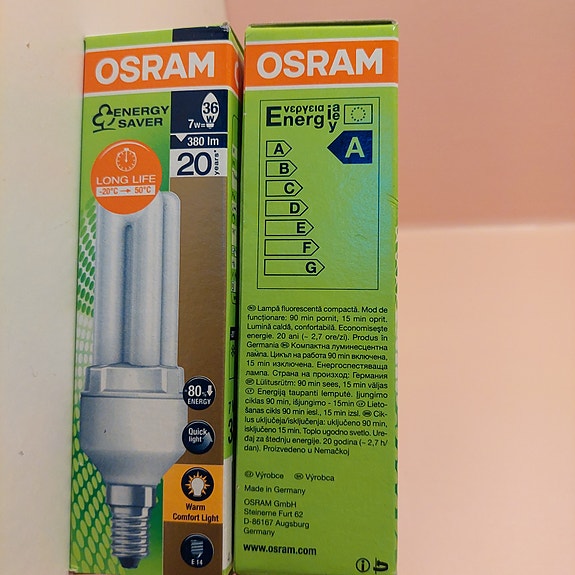 OSRAM
ENERGY
SAVER
7w=
36
W
380 lm
20
years*
LONG LIFE
-20°C → 50°C
80%
ENERGY
Quick
light
Warm
Comfort Light
E 14
OSRAM
Ενεργεια
Energi
ja
ie
y
A
A
B
C
D
E
F
G
Lampă fluorescentă compactă. Mod de
funcționare: 90 min pornit, 15 min oprit.
Lumină caldă, confortabilă. Economisește
energie. 20 ani (~ 2,7 ore/zi). Produs în
Germania Компактна луминесцентна
лампа. Цикъл на работа 90 min включена,
15 min изключена. Енергоспестяваща
лампа. Страна на произход: Германия
Lülitusrütm: 90 min sees, 15 min väljas
Energiją taupanti lemputė. Įjungimo
ciklas 90 min, išjungimo - 15min Lieto-
šanas cikls 90 min iesl., 15 min izsl. Cik-
lus uključeja/isključenja: uključeno 90 min,
isključeno 15 min. Toplo ugodno svetlo. Ure-
đaj za štednju energije. 20 godina (~ 2,7 h/
dan). Proizvedeno u Nemačkoj
Výrobce Výrobca
Made in Germany
OSRAM GmbH
Steinerne Furt 62
D-86167 Augsburg
Germany
www.osram.com